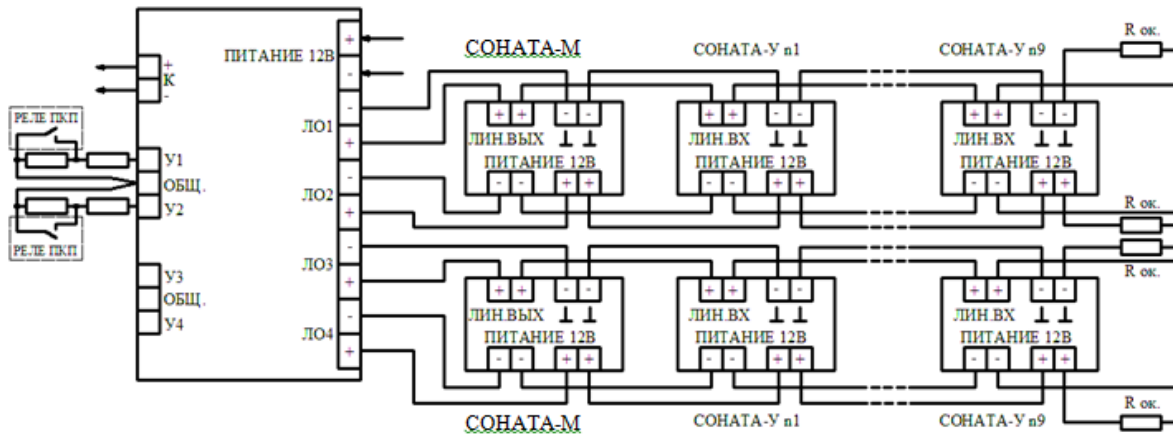 ПИТАНИЕ 12В
+
-
+
К
-
РЕЛЕ ПКП
У1
ОБЩ.
У2
РЕЛЕ ПКП
У3
ОБЩ.
У4
-
ЛО1
+
-
ЛО2
+
-
ЛО3
+
-
ЛО4
+
СОНАТА-М
СОНАТА-У n1
СОНАТА-У n9
R ок.
+ + - -
+ + - -
+ + - -
ЛИН.ВЫХ
ЛИН.ВХ
ЛИН.ВХ
ПИТАНИЕ 12В
ПИТАНИЕ 12В
ПИТАНИЕ 12В
- - + +
- - + +
- - + +
R ок.
R ок.
+ + - -
+ + - -
+ + - -
ЛИН.ВЫХ
ЛИН.ВХ
ЛИН.ВХ
ПИТАНИЕ 12В
ПИТАНИЕ 12В
ПИТАНИЕ 12В
- - + +
- - + +
- - + +
СОНАТА-М
СОНАТА-У n1
СОНАТА-У n9
R ок.